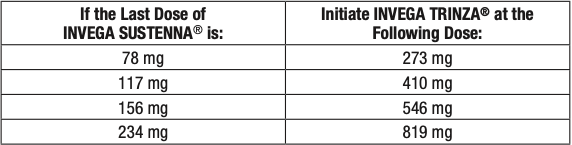 If the Last Dose of
INVEGA SUSTENNA® is:
Initiate INVEGA TRINZA® at the
Following Dose:
78 mg 273 mg
117 mg 410 mg
156 mg 546 mg
234 mg 819 mg